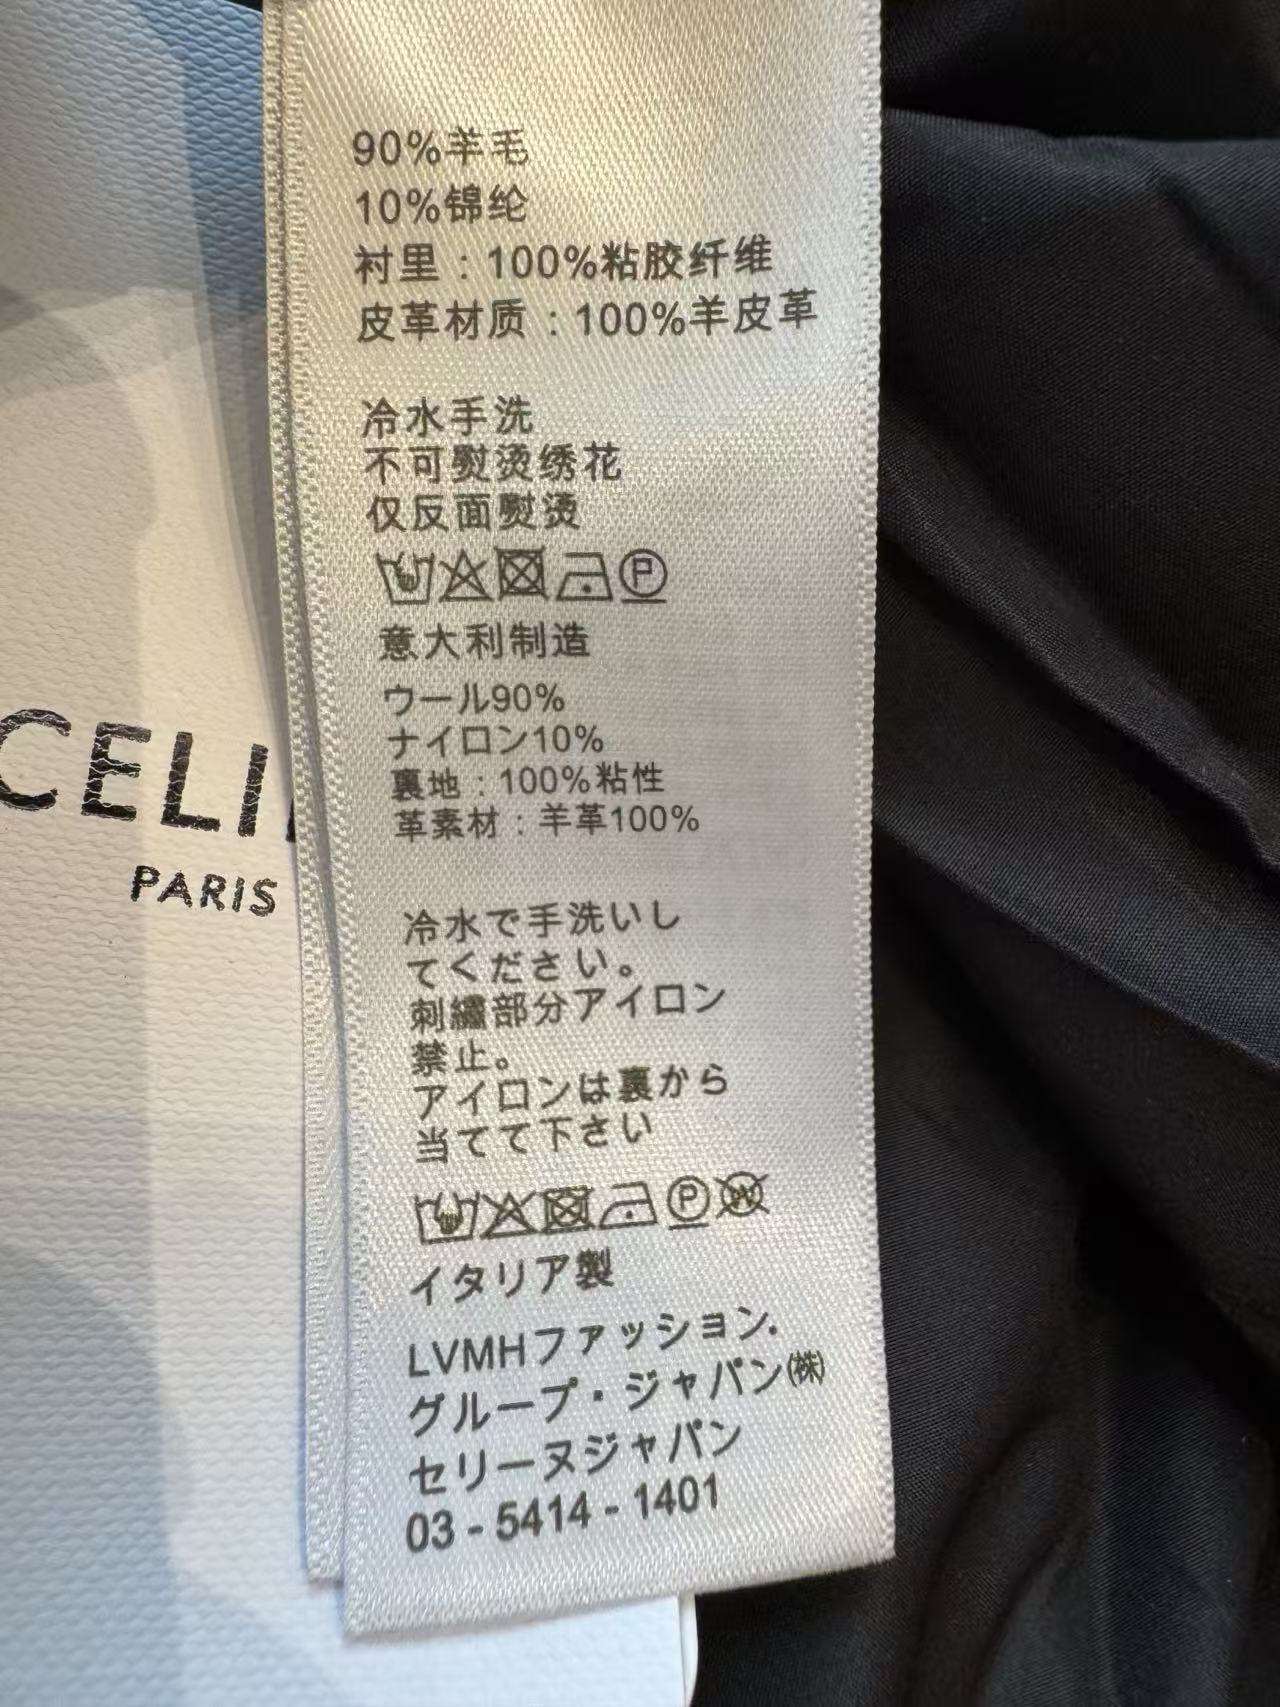 90%羊毛
10%锦纶
衬里：100%粘胶纤维
皮革材质：100%羊皮革
冷水手洗
不可熨烫绣花
仅反面熨烫
P
意大利制造
ウール90%
ナイロン10%
裏地：100%粘性
革素材：羊革100%
冷水で手洗いし
てください。
刺繍部分アイロン
禁止。
アイロンは裏から
当てて下さい
P W
イタリア製
LVMHファッション.
グループ・ジャパン㈱
セリーヌジャパン
03-5414-1401
CELI
PARIS